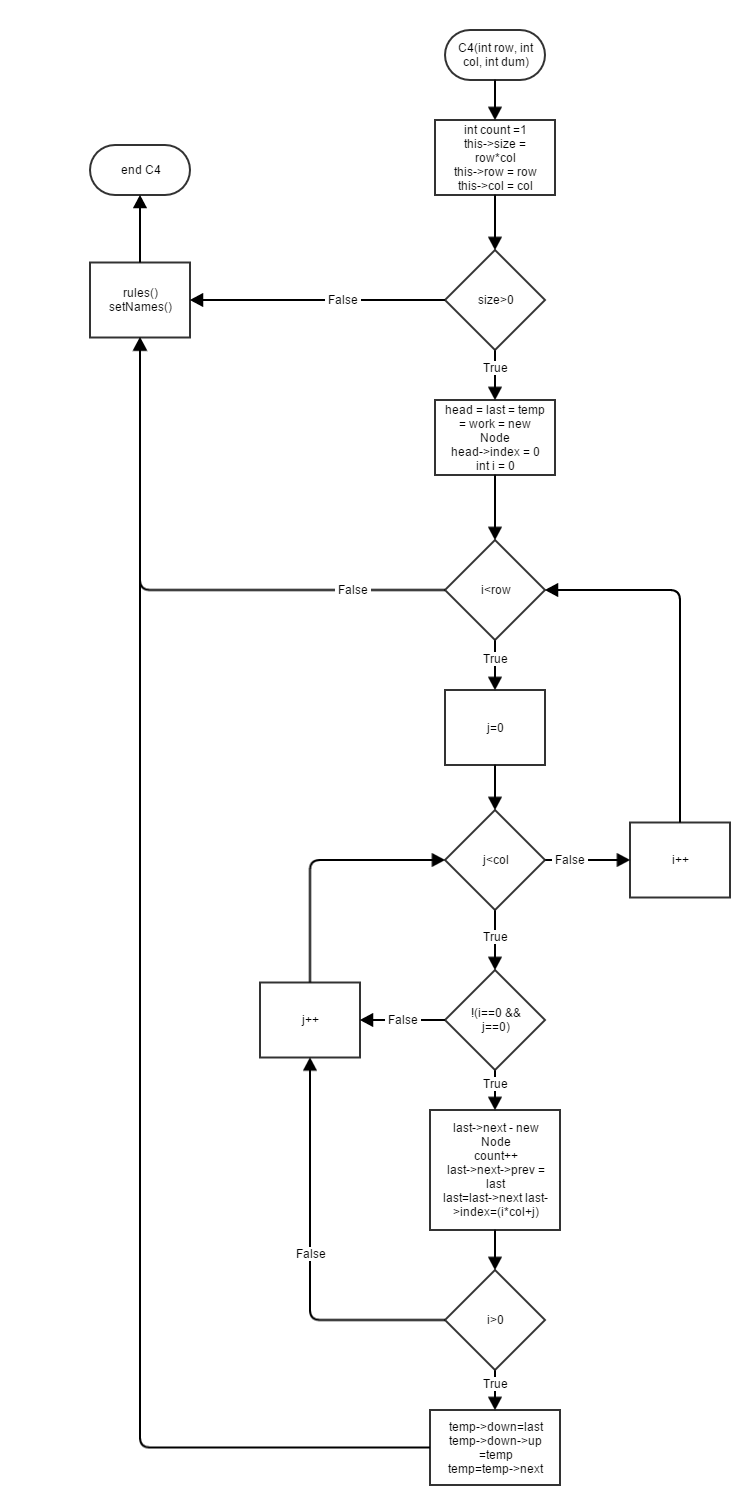 C4(int row, int
col, int dum)
int count =1
this->size =
row*col
this->row = row
this->col = col
end C4
rules()
setNames()
False
size>0
True
head = last = temp
= work = new
Node
head->index = 0
int i = 0
False
i<row
True
j=0
j<col
False
i++
True
j++
False
!(i==0 &&
j==0)
True
last->next - new
Node
count++
last->next->prev =
last
last=last->next last-
>index=(i*col+j)
False
i>0
True
temp->down=last
temp->down->up
=temp
temp=temp->next